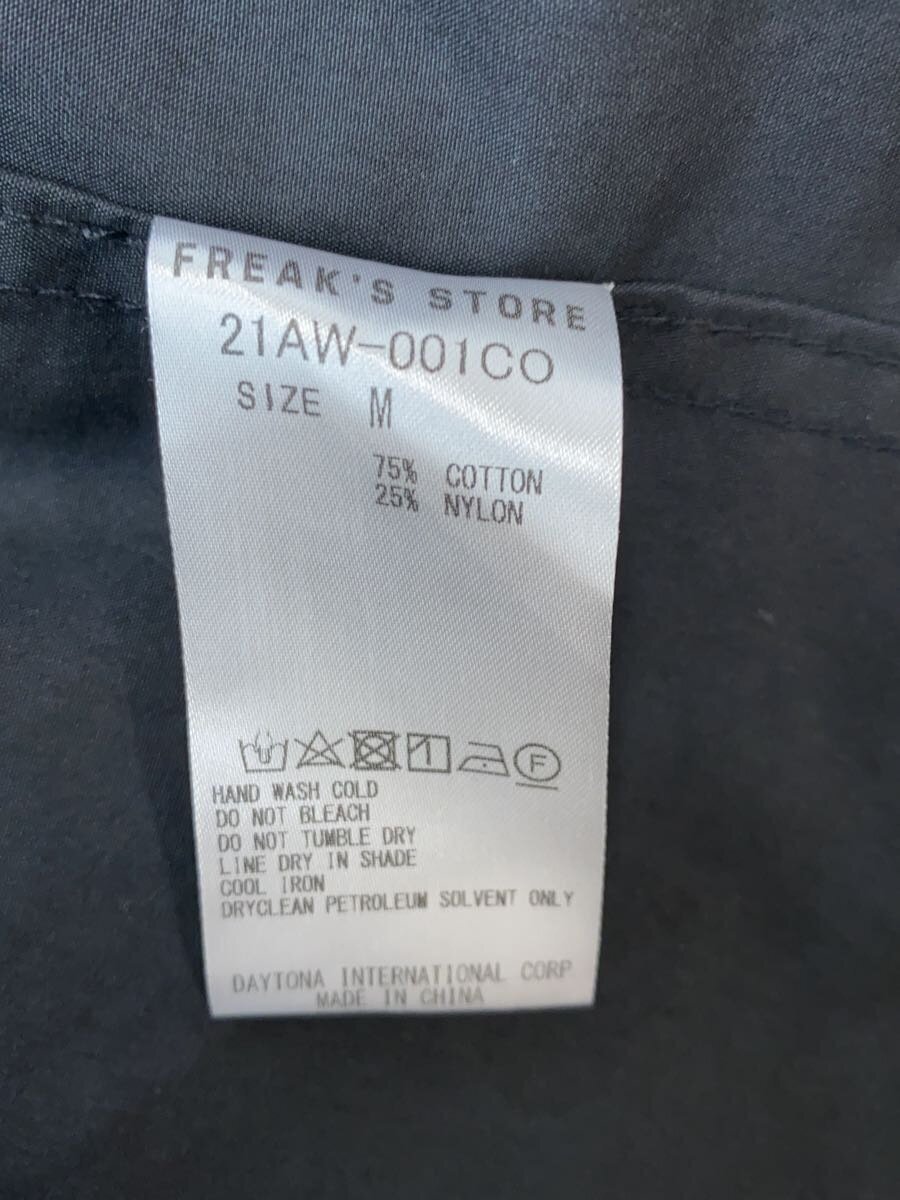 FREAK'S STORE
21AW-001CO
SIZE M
75% COTTON
25% NYLON
1 F
HAND WASH COLD
DO NOT BLEACH
DO NOT TUMBLE DRY
LINE DRY IN SHADE
COOL IRON
DRYCLEAN PETROLEUM SOLVENT ONLY
DAYTONA INTERNATIONAL CORP
MADE IN CHINA